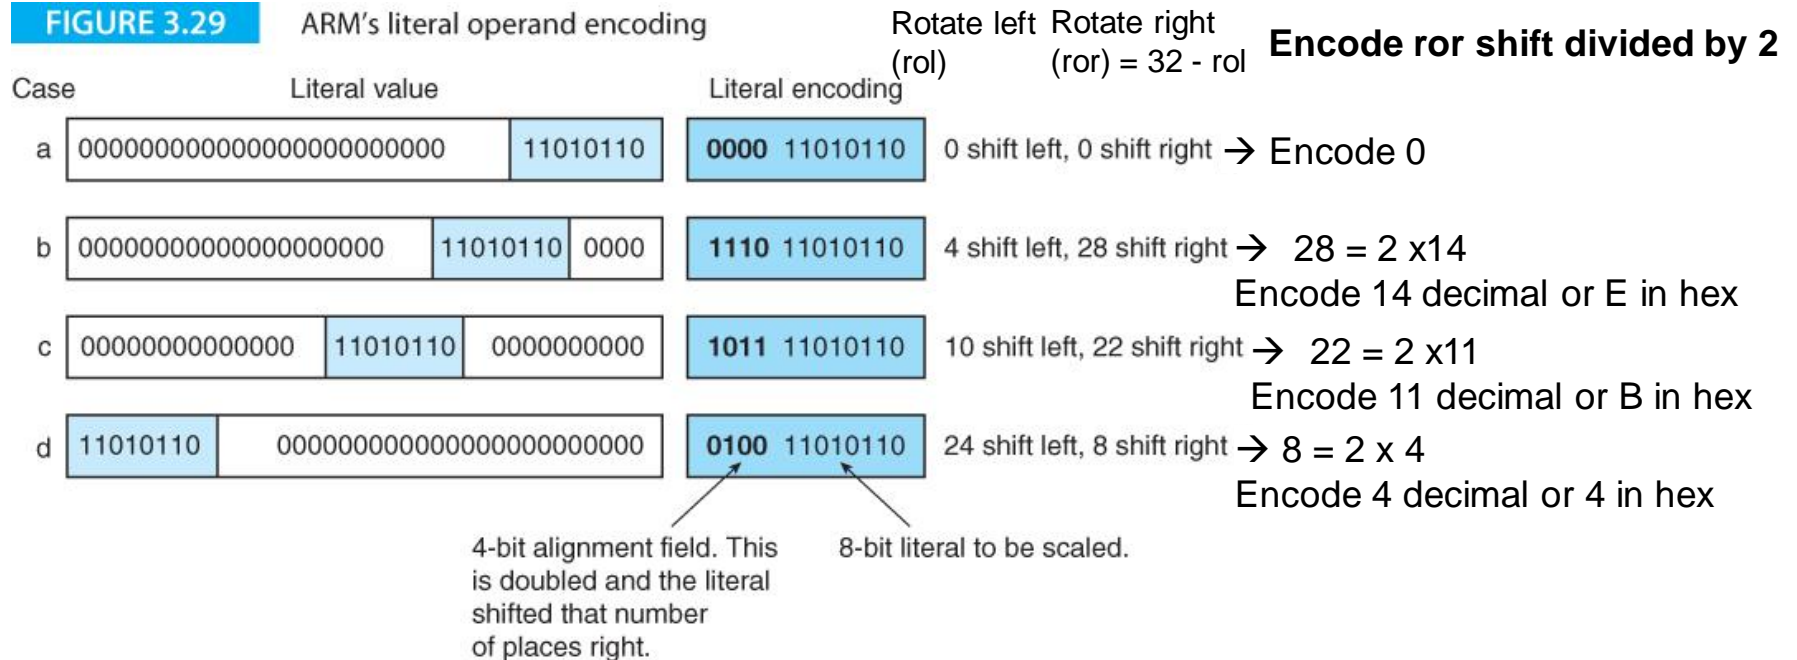 FIGURE 3.29 ARM's literal operand encoding
Rotate left (rol)
Rotate right (ror) = 32 - rol
Encode ror shift divided by 2
Case Literal value Literal encoding
a 000000000000000000000000 11010110 0000 11010110 0 shift left, 0 shift right → Encode 0
b 00000000000000000000 11010110 0000 1110 11010110 4 shift left, 28 shift right → 28 = 2 x14
Encode 14 decimal or E in hex
c 00000000000000 11010110 0000000000 1011 11010110 10 shift left, 22 shift right → 22 = 2 x11
Encode 11 decimal or B in hex
d 11010110 000000000000000000000000 0100 11010110 24 shift left, 8 shift right → 8 = 2 x 4
Encode 4 decimal or 4 in hex
4-bit alignment field. This
is doubled and the literal
shifted that number
of places right.
8-bit literal to be scaled.